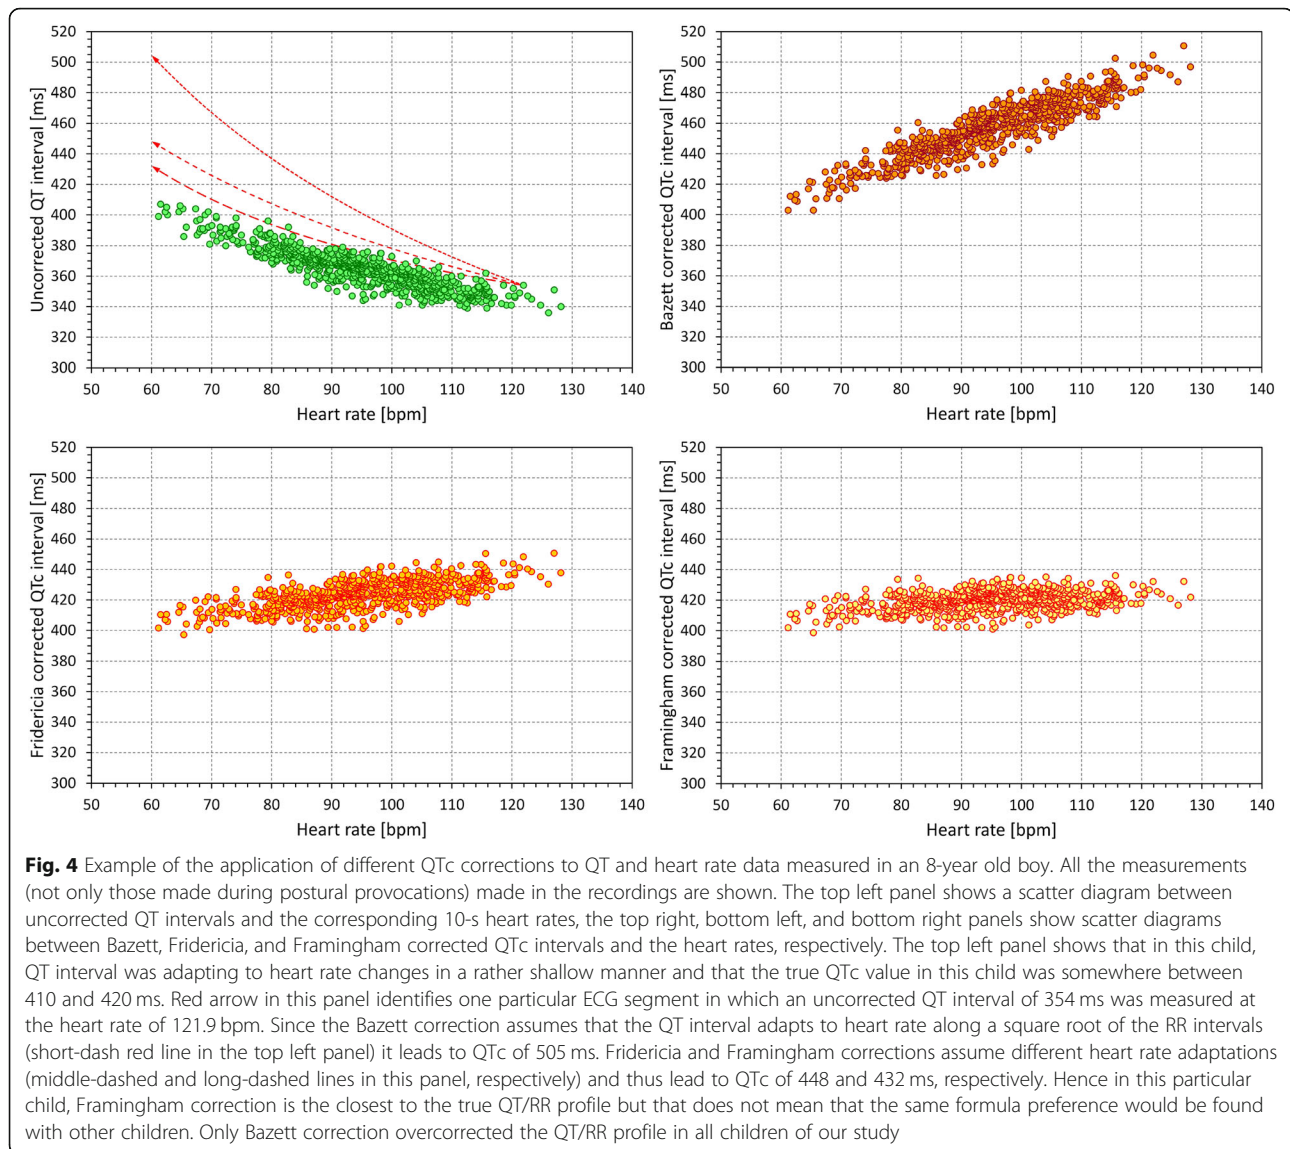 520
500
480
460
440
420
400
380
360
340
320
300
Uncorrected QT interval [ms]
50 60 70 80 90 100 110 120 130 140
Heart rate [bpm]
520
500
480
460
440
420
400
380
360
340
320
300
Bazett corrected QTc interval [ms]
50 60 70 80 90 100 110 120 130 140
Heart rate [bpm]
520
500
480
460
440
420
400
380
360
340
320
300
Fridericia corrected QTc interval [ms]
50 60 70 80 90 100 110 120 130 140
Heart rate [bpm]
520
500
480
460
440
420
400
380
360
340
320
300
Framingham corrected QTc interval [ms]
50 60 70 80 90 100 110 120 130 140
Heart rate [bpm]
Fig. 4 Example of the application of different QTc corrections to QT and heart rate data measured in an 8-year old boy. All the measurements
(not only those made during postural provocations) made in the recordings are shown. The top left panel shows a scatter diagram between
uncorrected QT intervals and the corresponding 10-s heart rates, the top right, bottom left, and bottom right panels show scatter diagrams
between Bazett, Fridericia, and Framingham corrected QTc intervals and the heart rates, respectively. The top left panel shows that in this child,
QT interval was adapting to heart rate changes in a rather shallow manner and that the true QTc value in this child was somewhere between
410 and 420 ms. Red arrow in this panel identifies one particular ECG segment in which an uncorrected QT interval of 354 ms was measured at
the heart rate of 121.9 bpm. Since the Bazett correction assumes that the QT interval adapts to heart rate along a square root of the RR intervals
(short-dash red line in the top left panel) it leads to QTc of 505 ms. Fridericia and Framingham corrections assume different heart rate adaptations
(middle-dashed and long-dashed lines in this panel, respectively) and thus lead to QTc of 448 and 432 ms, respectively. Hence in this particular
child, Framingham correction is the closest to the true QT/RR profile but that does not mean that the same formula preference would be found
with other children. Only Bazett correction overcorrected the QT/RR profile in all children of our study